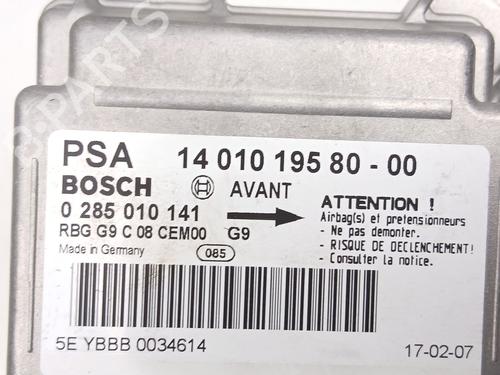 PSA 14 010 195 80 - 00
BOSCH AVANT
0 285 010 141
RBG G9 C 08 CEM00 G9
Made in Germany 085
ATTENTION !
Airbag(s) et pretensionneurs
- Ne pas demonter.
- RISQUE DE DECLENCHEMENT!
- Consulter la notice.
5E YBBB 0034614
17-02-07
B-PARTS